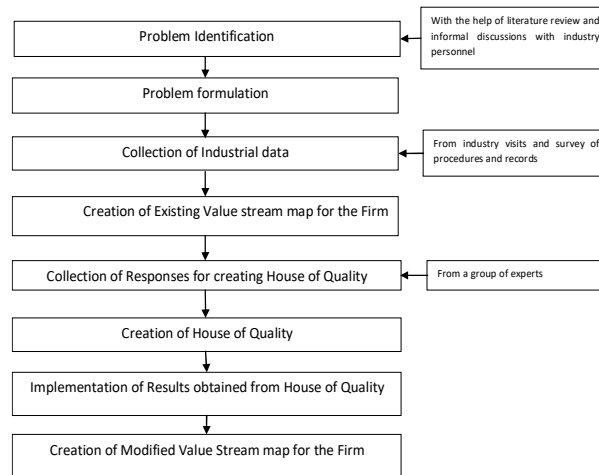 Problem Identification
With the help of literature review and
informal discussions with industry
personnel
Problem formulation
Collection of Industrial data
From industry visits and survey of
procedures and records
Creation of Existing Value stream map for the Firm
Collection of Responses for creating House of Quality
From a group of experts
Creation of House of Quality
Implementation of Results obtained from House of Quality
Creation of Modified Value Stream map for the Firm